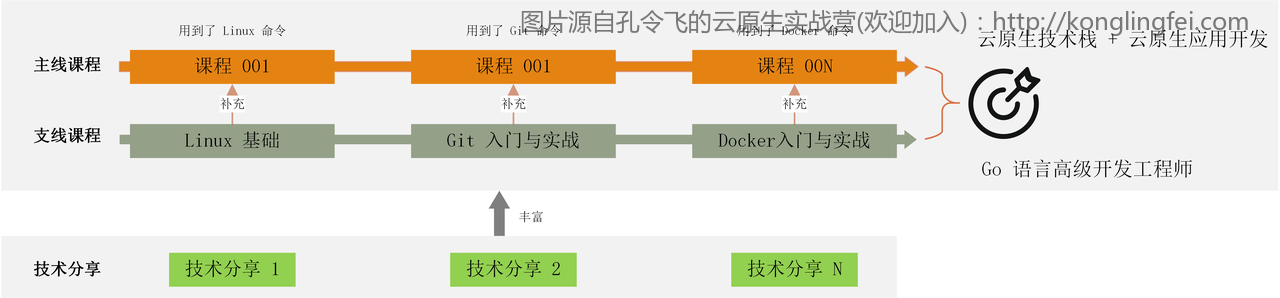 图片源自孔令飞的云原生实战营(欢迎加入)：http://konglingfei.com
用到了 Linux 命令
用到了 Git 命令
用到了 Docker 命令
云原生技术栈 + 云原生应用开发
主线课程
课程 001
课程 001
课程 00N
补充
补充
补充
支线课程
Linux 基础
Git 入门与实战
Docker入门与实战
Go 语言高级开发工程师
丰富
技术分享
技术分享 1
技术分享 2
技术分享 N